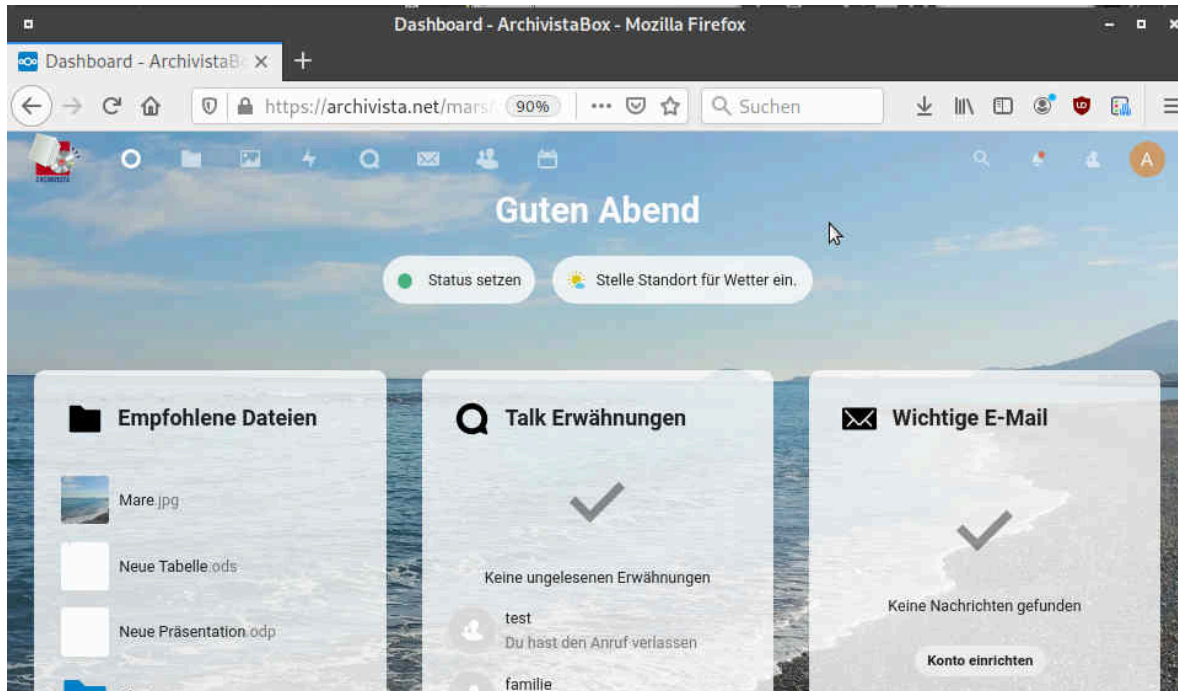 Dashboard - ArchivistaBox - Mozilla Firefox
Dashboard - ArchivistaB
https://archivista.net/mars/
90%
Suchen
ARCHIVISTA
A
Guten Abend
Status setzen
Stelle Standort für Wetter ein.
Empfohlene Dateien
Mare.jpg
Neue Tabelle.ods
Neue Präsentation.odp
Talk Erwähnungen
Keine ungelesenen Erwähnungen
test
Du hast den Anruf verlassen
familie
Wichtige E-Mail
Keine Nachrichten gefunden
Konto einrichten